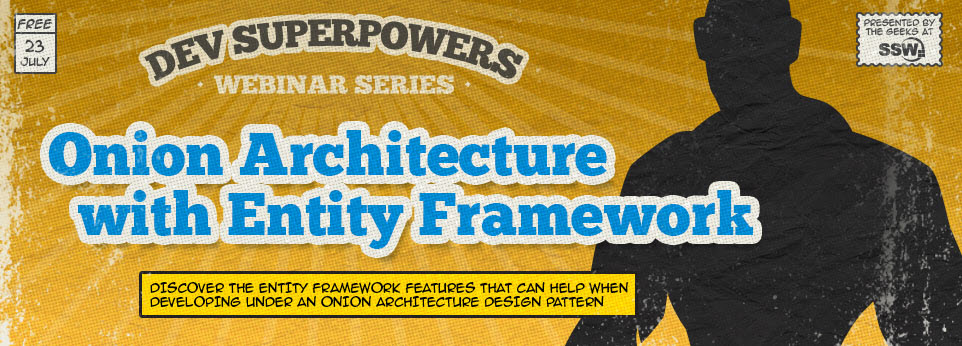 FREE
23
JULY
DEV SUPERPOWERS
· WEBINAR SERIES ·
PRESENTED BY
THE GEEKS AT
SSW
Onion Architecture
with Entity Framework
DISCOVER THE ENTITY FRAMEWORK FEATURES THAT CAN HELP WHEN
DEVELOPING UNDER AN ONION ARCHITECTURE DESIGN PATTERN